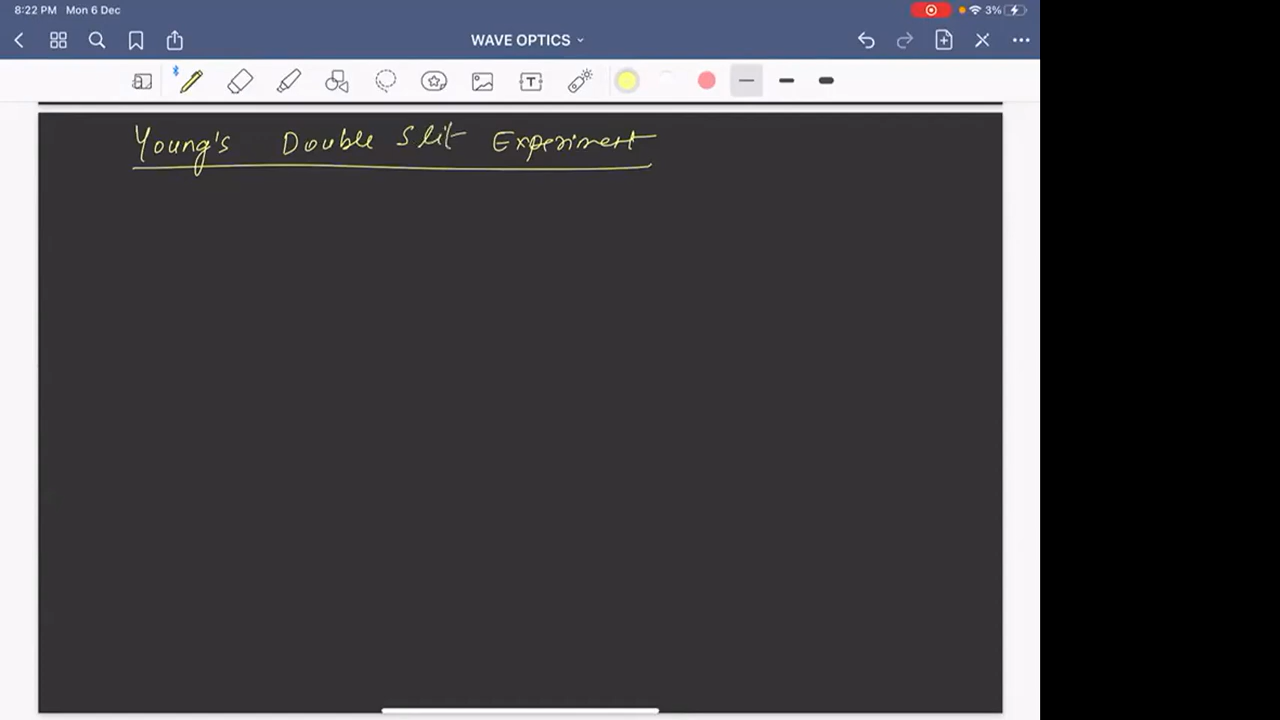 8:22 PM Mon 6 Dec
3%
WAVE OPTICS
T
Young's Double Slit Experiment